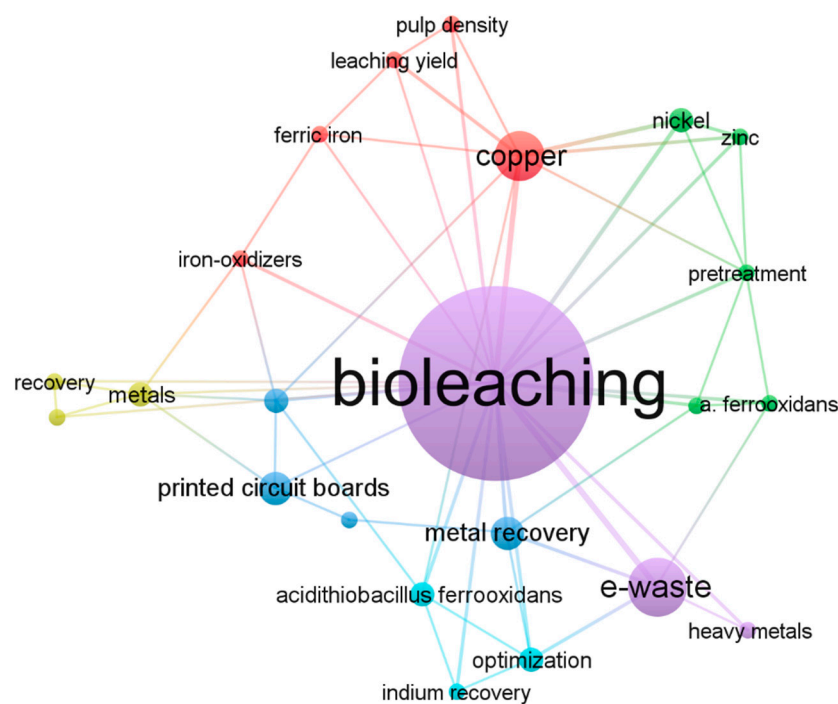 pulp density
leaching yield
nickel
ferric iron
zinc
copper
iron-oxidizers
pretreatment
recovery
metals
bioleaching
a. ferrooxidans
printed circuit boards
metal recovery
acidithiobacillus ferrooxidans
e-waste
heavy metals
optimization
indium recovery